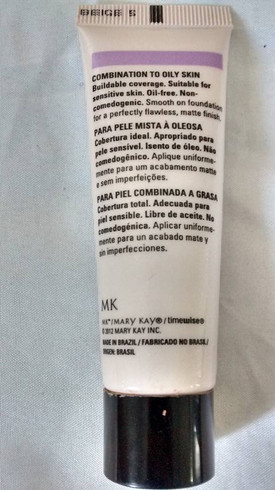 BEIGE 5
COMBINATION TO OILY SKIN
Buildable coverage. Suitable for
sensitive skin. Oil-free. Non-
comedogenic. Smooth on foundation
for a perfectly flawless, matte finish.
PARA PELE MISTA À OLEOSA
Cobertura ideal. Apropriado para
pele sensível. Isento de óleo. Não
comedogênico. Aplique uniforme-
mente para um acabamento matte
e sem imperfeições.
PARA PIEL COMBINADA A GRASA
Cobertura total. Adecuada para
piel sensible. Libre de aceite. No
comedogénica. Aplicar uniforme-
mente para un acabado mate y
sin imperfecciones.
MK
MK™/MARY KAY®/timewise®
© 2012 MARY KAY INC.
MADE IN BRAZIL / FABRICADO NO BRASIL/
ORIGEN: BRASIL